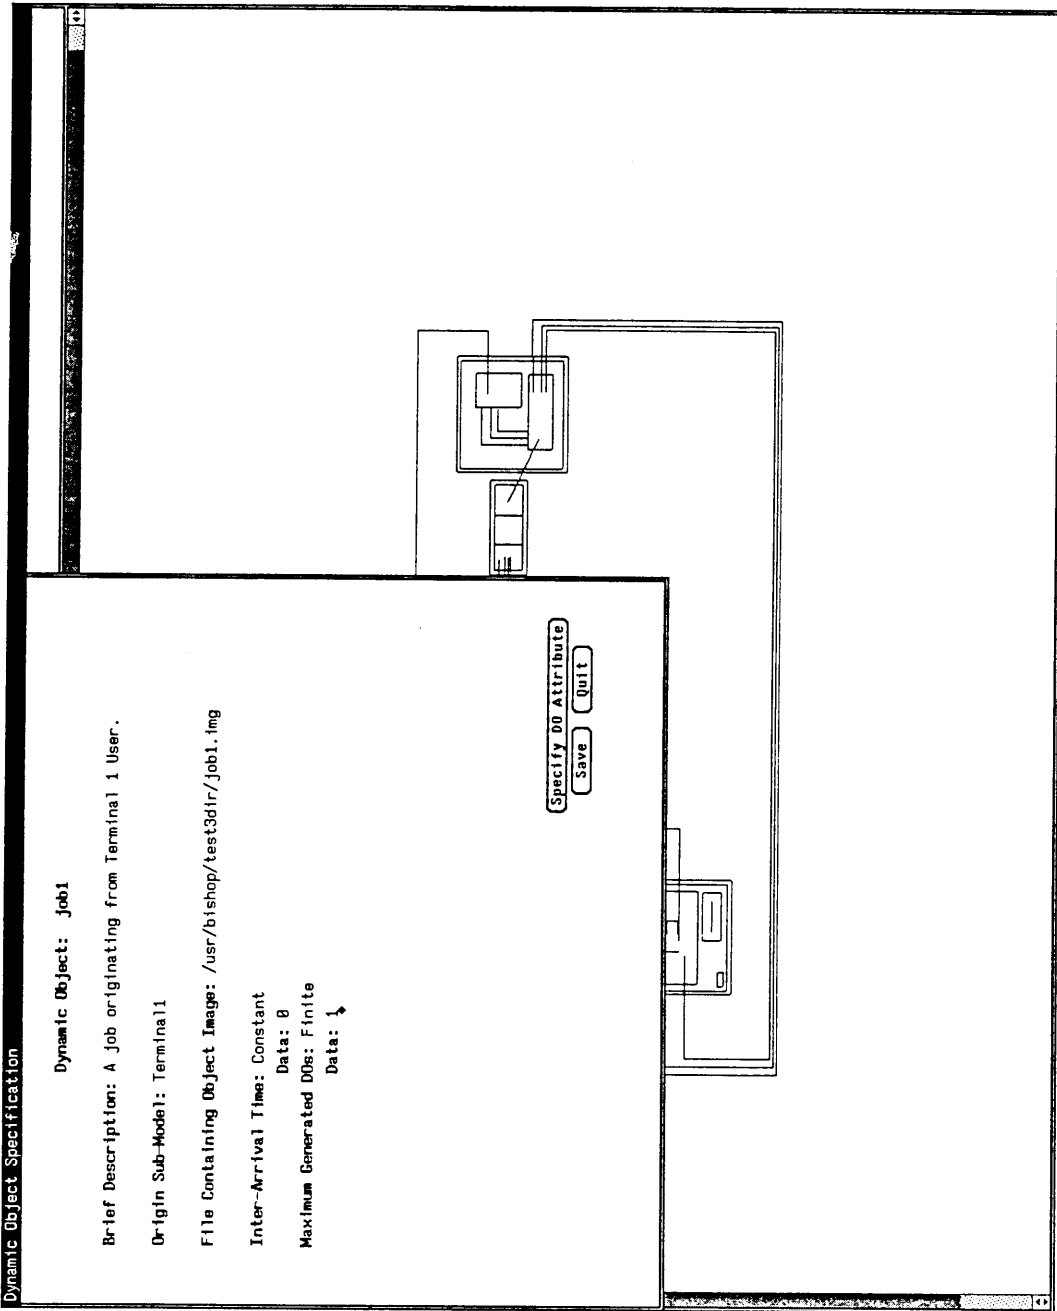 Dynamic Object Specification
Dynamic Object: job1
Brief Description: A job originating from Terminal 1 User.
Origin Sub-Model: Terminal1
File Containing Object Image: /usr/bishop/test3dir/job1.img
Inter-Arrival Time: Constant
Data: 0
Maximum Generated DOs: Finite
Data: 1
Specify DO Attribute
Save Quit